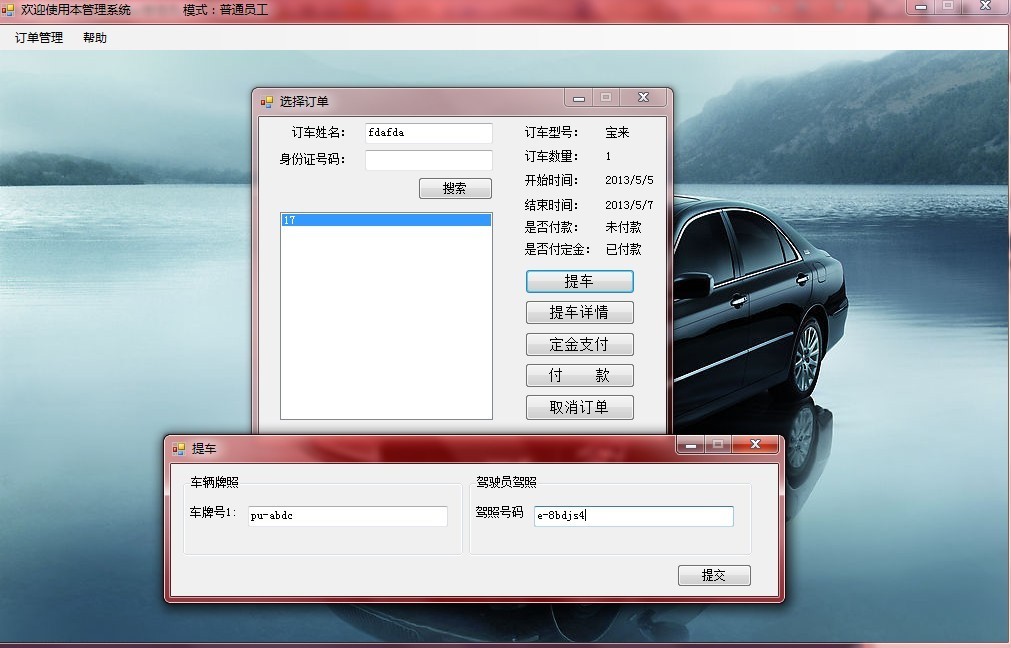 欢迎使用本管理系统 模式：普通员工
订单管理 帮助
选择订单
订车姓名： fdafda
身份证号码：
搜索
17
订车型号： 宝来
订车数量： 1
开始时间： 2013/5/5
结束时间： 2013/5/7
是否付款： 未付款
是否付定金： 已付款
提车
提车详情
定金支付
付 款
取消订单
提车
车辆牌照
车牌号1: pu-abdc
驾驶员驾照
驾照号码 e-8bdjs4
提交